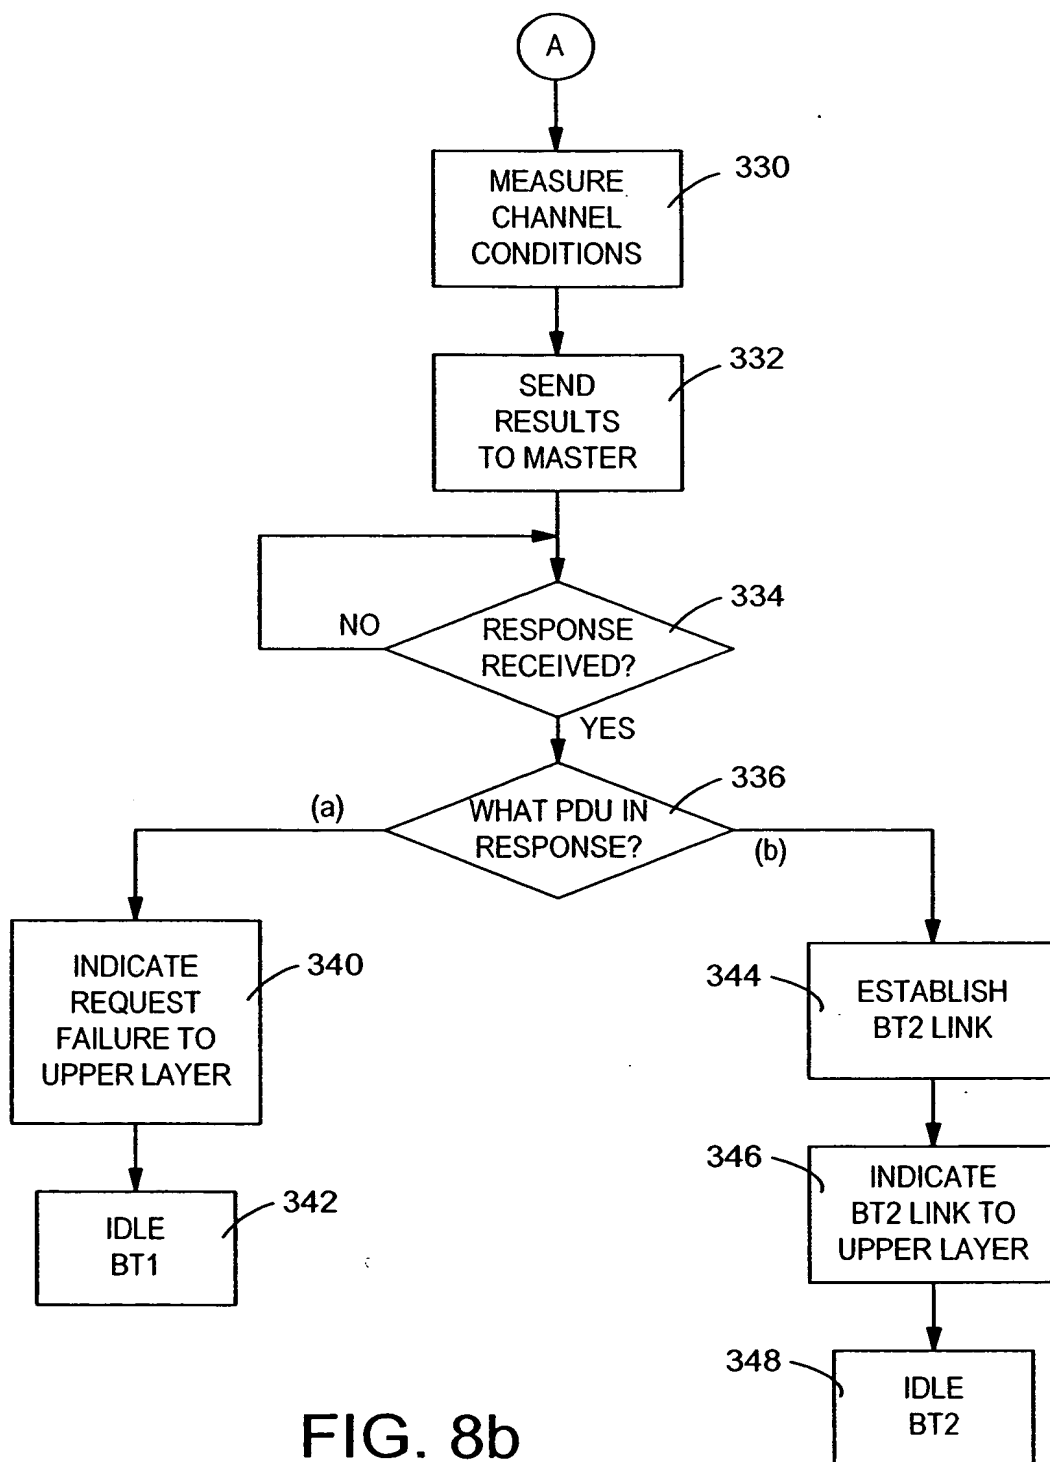 A
MEASURE
CHANNEL
CONDITIONS
330
SEND
RESULTS
TO MASTER
332
RESPONSE
RECEIVED?
334
NO
YES
WHAT PDU IN
RESPONSE?
336
(a)
(b)
INDICATE
REQUEST
FAILURE TO
UPPER LAYER
340
IDLE
BT1
342
344
ESTABLISH
BT2 LINK
346
INDICATE
BT2 LINK TO
UPPER LAYER
348
IDLE
BT2
FIG. 8b